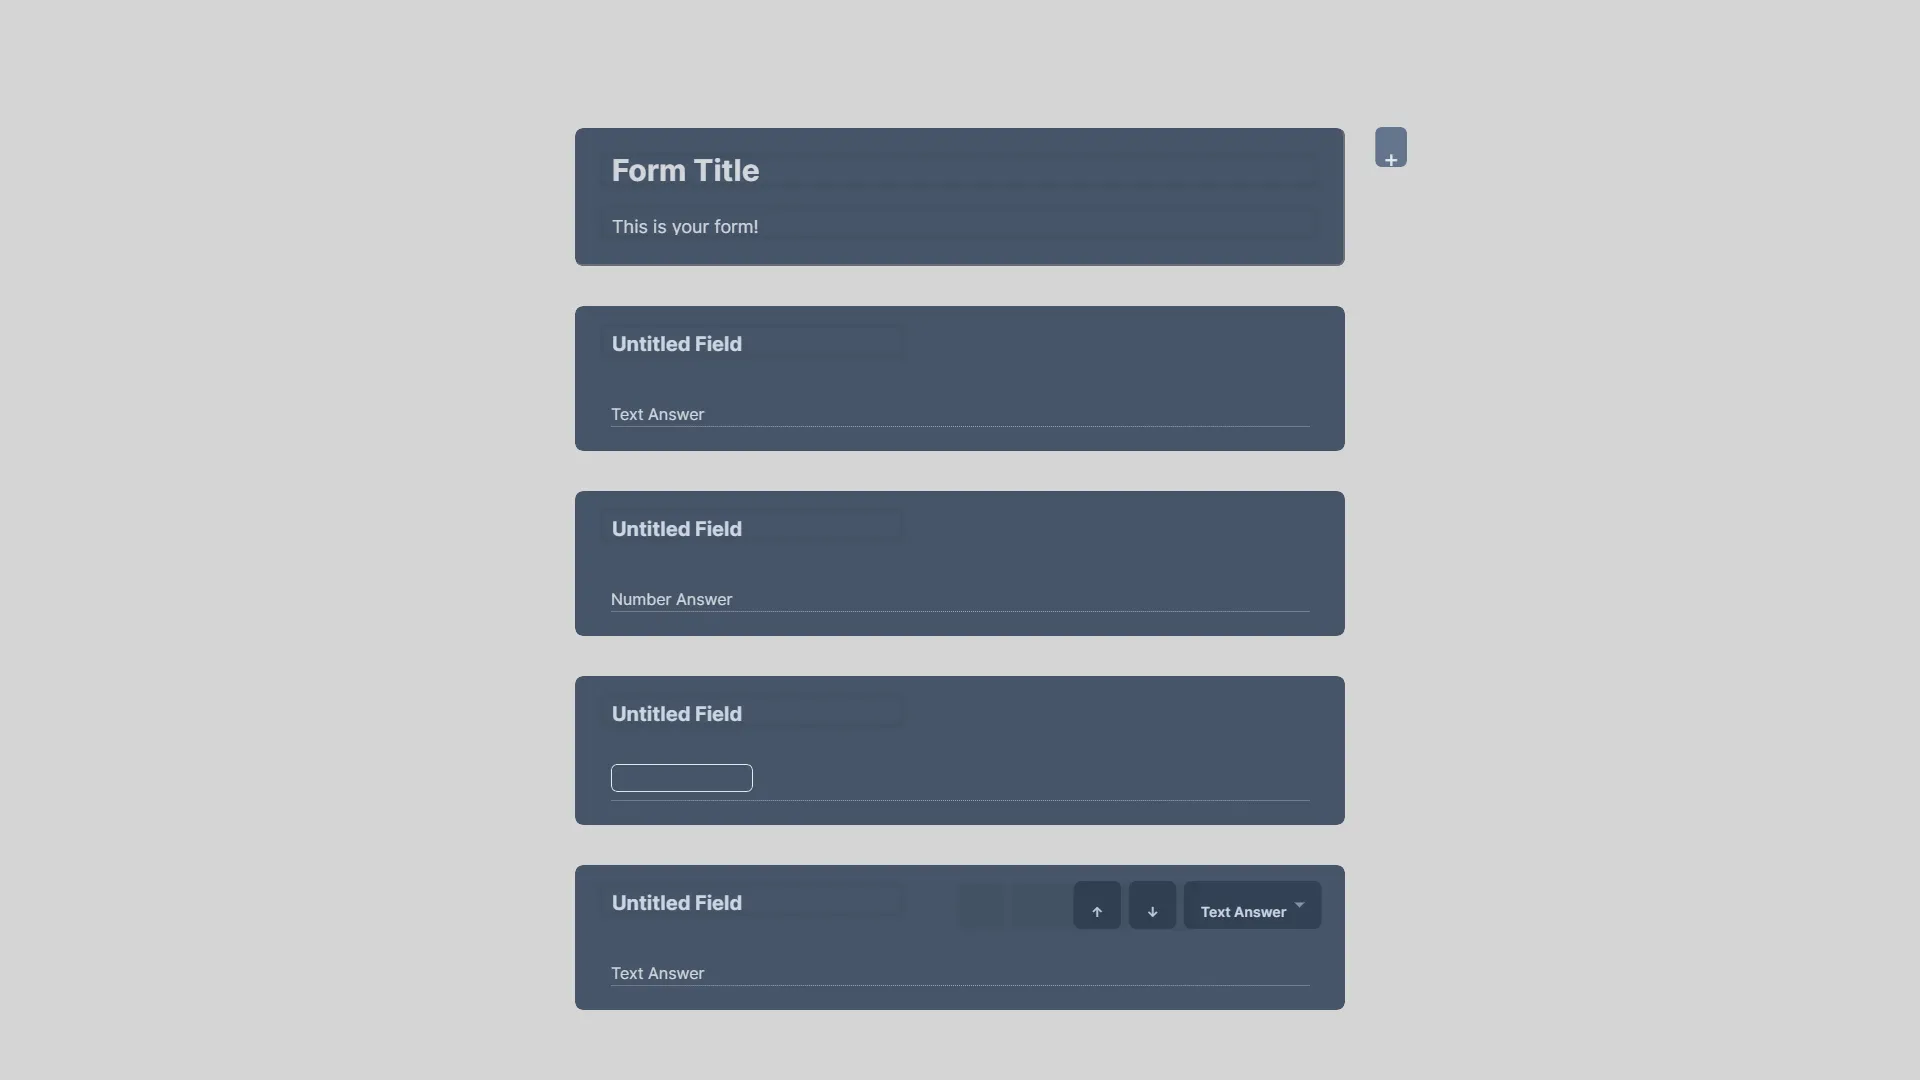 Form Title
+
This is your form!
Untitled Field
Text Answer
Untitled Field
Number Answer
Untitled Field
Untitled Field
↑ ↓ Text Answer
Text Answer